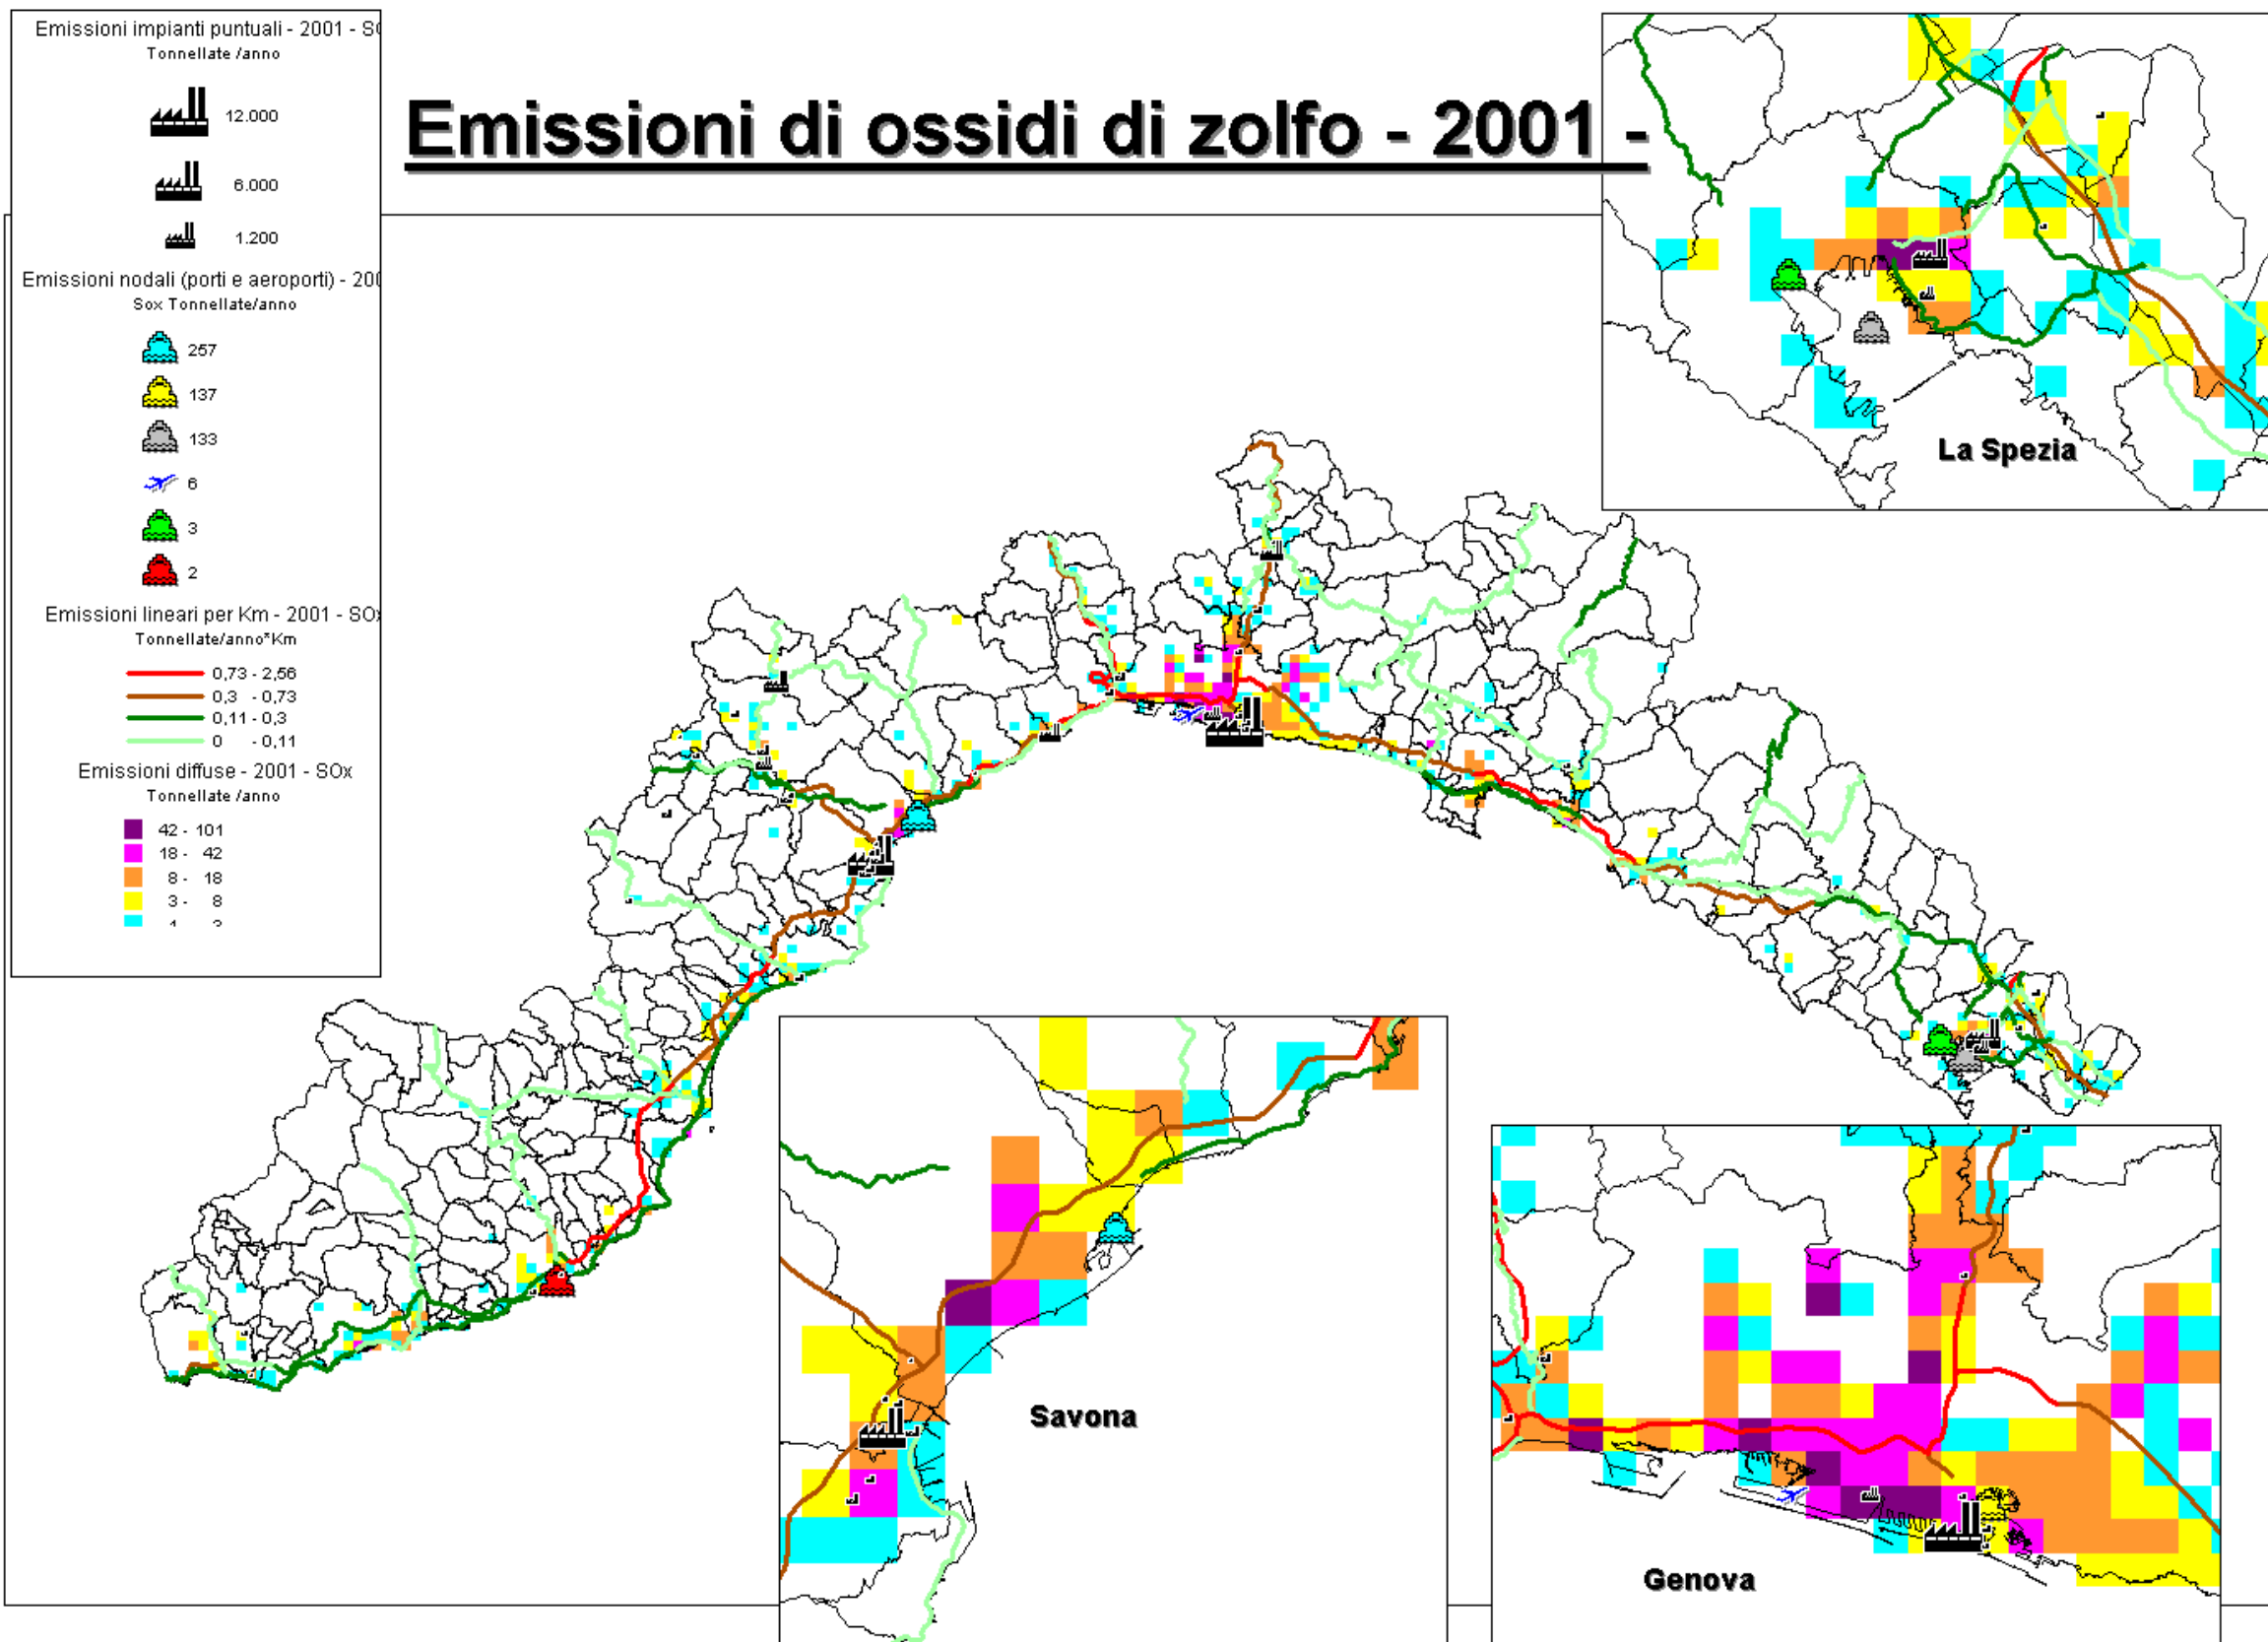 Emissioni impianti puntuali - 2001 - S
Tonnellate /anno
12.000
6.000
1.200
Emissioni nodali (porti e aeroporti) - 200
Sox Tonnellate/anno
257
137
133
6
3
2
Emissioni lineari per Km - 2001 - SOx
Tonnellate/anno*Km
0,73 - 2,56
0,3 - 0,73
0,11 - 0,3
0 - 0,11
Emissioni diffuse - 2001 - SOx
Tonnellate /anno
42 - 101
18 - 42
8 - 18
3 - 8
Emissioni di ossidi di zolfo - 2001 -
La Spezia
Savona
Genova